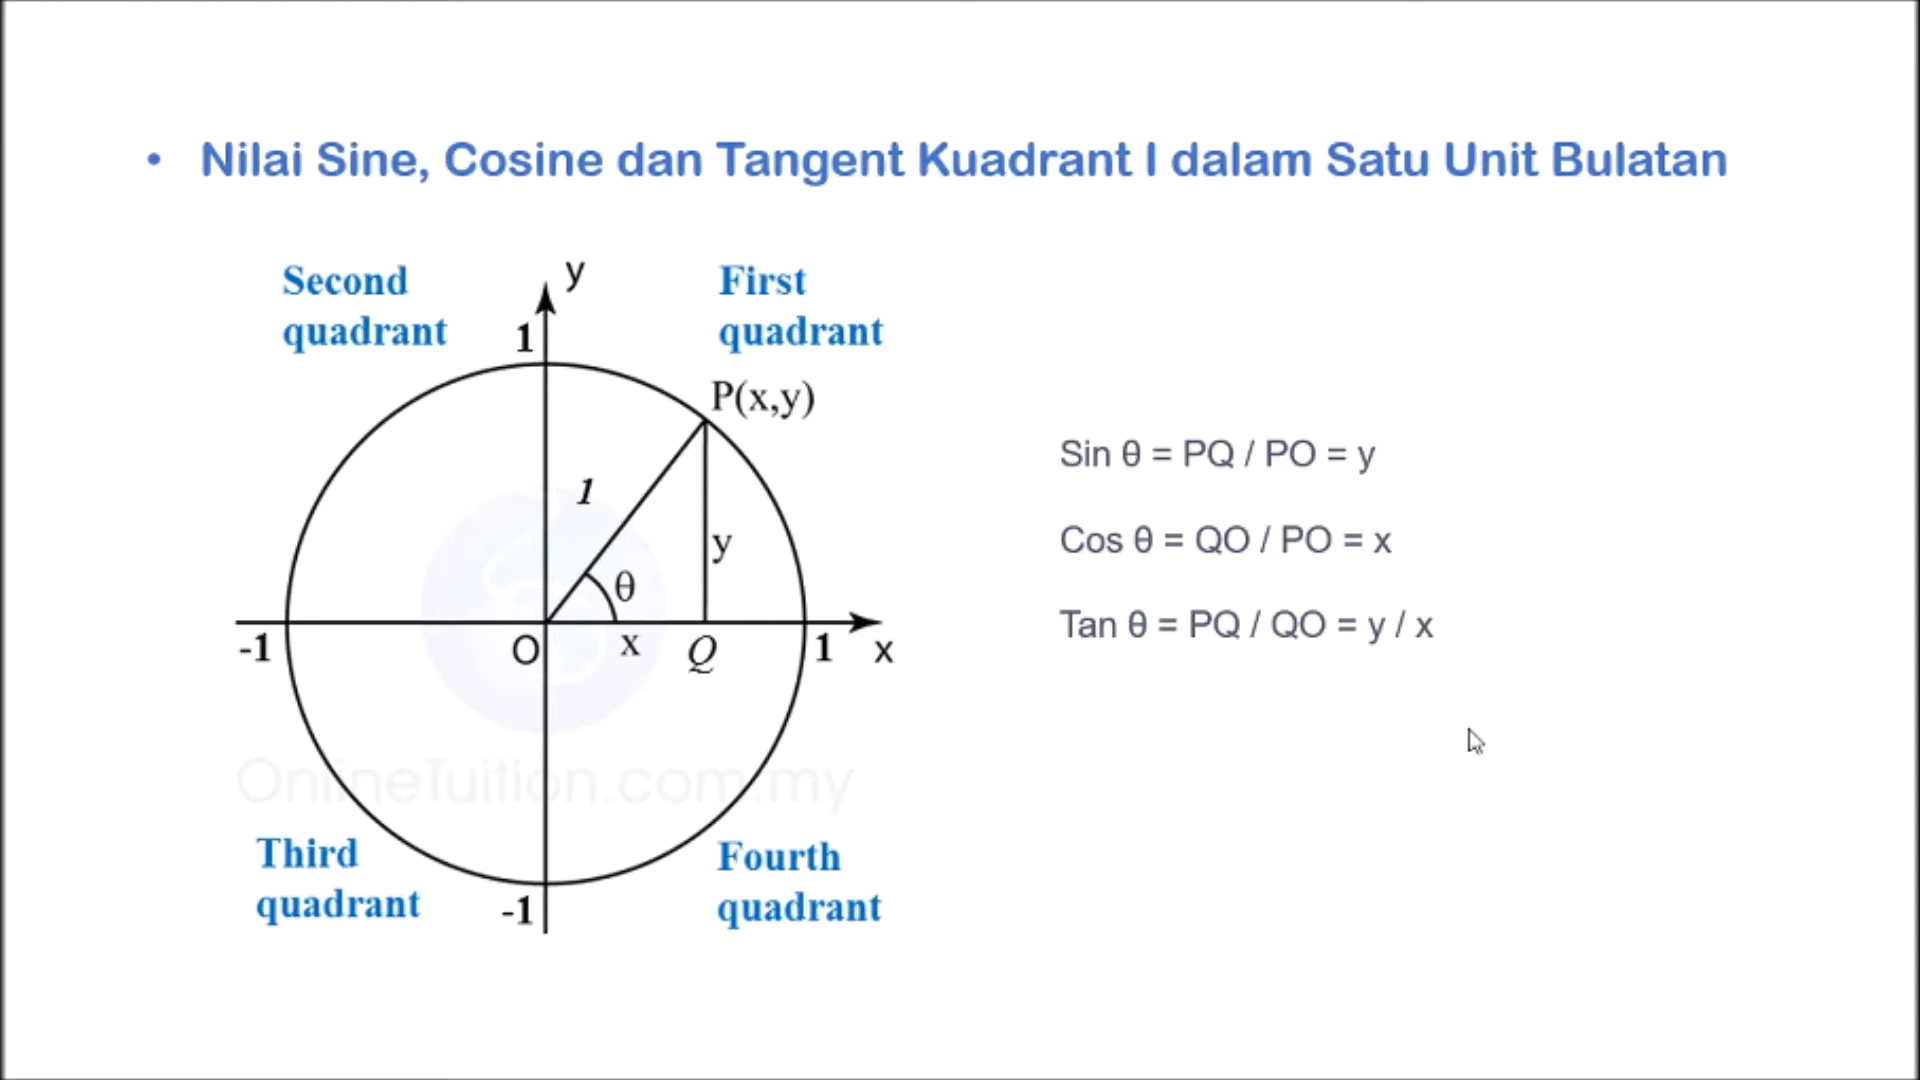 • Nilai Sine, Cosine dan Tangent Kuadrant I dalam Satu Unit Bulatan
Second
quadrant
y
First
quadrant
1
P(x,y)
1
y
θ
-1
O
x
Q
1
x
Sin θ = PQ / PO = y
Cos θ = QO / PO = x
Tan θ = PQ / QO = y / x
OnlineTuition.com.my
Third
quadrant
-1
Fourth
quadrant